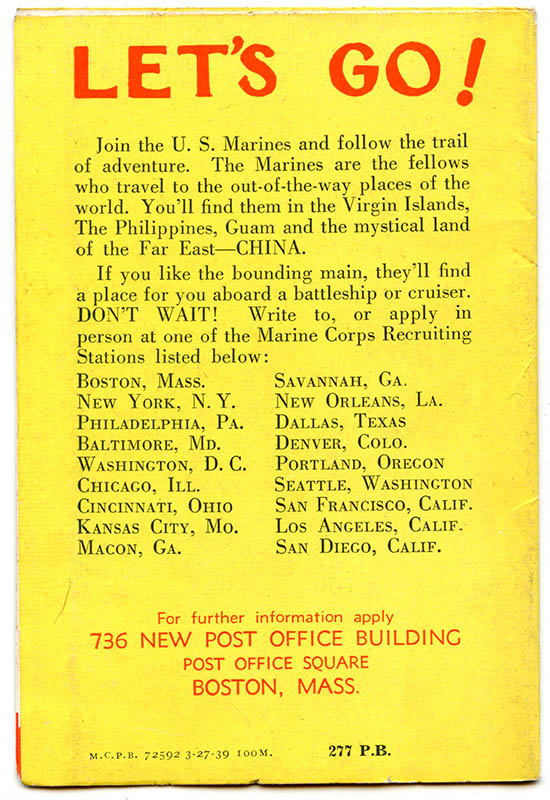 LET'S GO!
Join the U. S. Marines and follow the trail
of adventure. The Marines are the fellows
who travel to the out-of-the-way places of the
world. You'll find them in the Virgin Islands,
The Philippines, Guam and the mystical land
of the Far East—CHINA.
If you like the bounding main, they'll find
a place for you aboard a battleship or cruiser.
DON'T WAIT! Write to, or apply in
person at one of the Marine Corps Recruiting
Stations listed below:
BOSTON, MASS.
NEW YORK, N. Y.
PHILADELPHIA, PA.
BALTIMORE, MD.
WASHINGTON, D. C.
CHICAGO, ILL.
CINCINNATI, OHIO
KANSAS CITY, MO.
MACON, GA.
SAVANNAH, GA.
NEW ORLEANS, LA.
DALLAS, TEXAS
DENVER, COLO.
PORTLAND, OREGON
SEATTLE, WASHINGTON
SAN FRANCISCO, CALIF.
LOS ANGELES, CALIF.
SAN DIEGO, CALIF.
For further information apply
736 NEW POST OFFICE BUILDING
POST OFFICE SQUARE
BOSTON, MASS.
M.C.P.B. 72592 3-27-39 100M.
277 P.B.